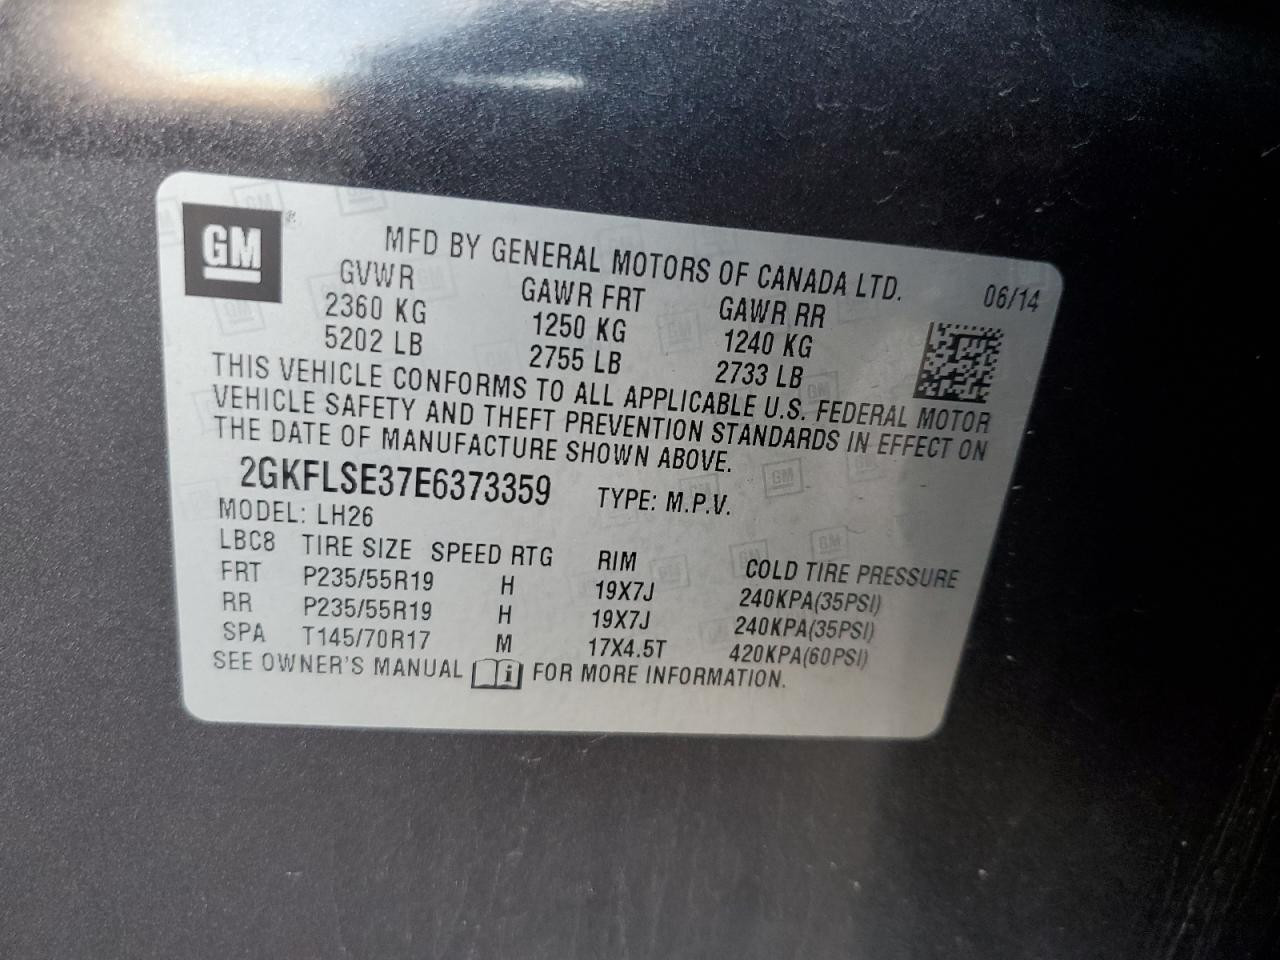 GM
MFD BY GENERAL MOTORS OF CANADA LTD.
06/14
GVWR GAWR FRT GAWR RR
2360 KG 1250 KG 1240 KG
5202 LB 2755 LB 2733 LB
THIS VEHICLE CONFORMS TO ALL APPLICABLE U.S. FEDERAL MOTOR
VEHICLE SAFETY AND THEFT PREVENTION STANDARDS IN EFFECT ON
THE DATE OF MANUFACTURE SHOWN ABOVE.
2GKFLSE37E6373359 TYPE: M.P.V.
MODEL: LH26
LBC8 TIRE SIZE SPEED RTG RIM COLD TIRE PRESSURE
FRT P235/55R19 H 19X7J 240KPA(35PSI)
RR P235/55R19 H 19X7J 240KPA(35PSI)
SPA T145/70R17 M 17X4.5T 420KPA(60PSI)
SEE OWNER'S MANUAL i FOR MORE INFORMATION.